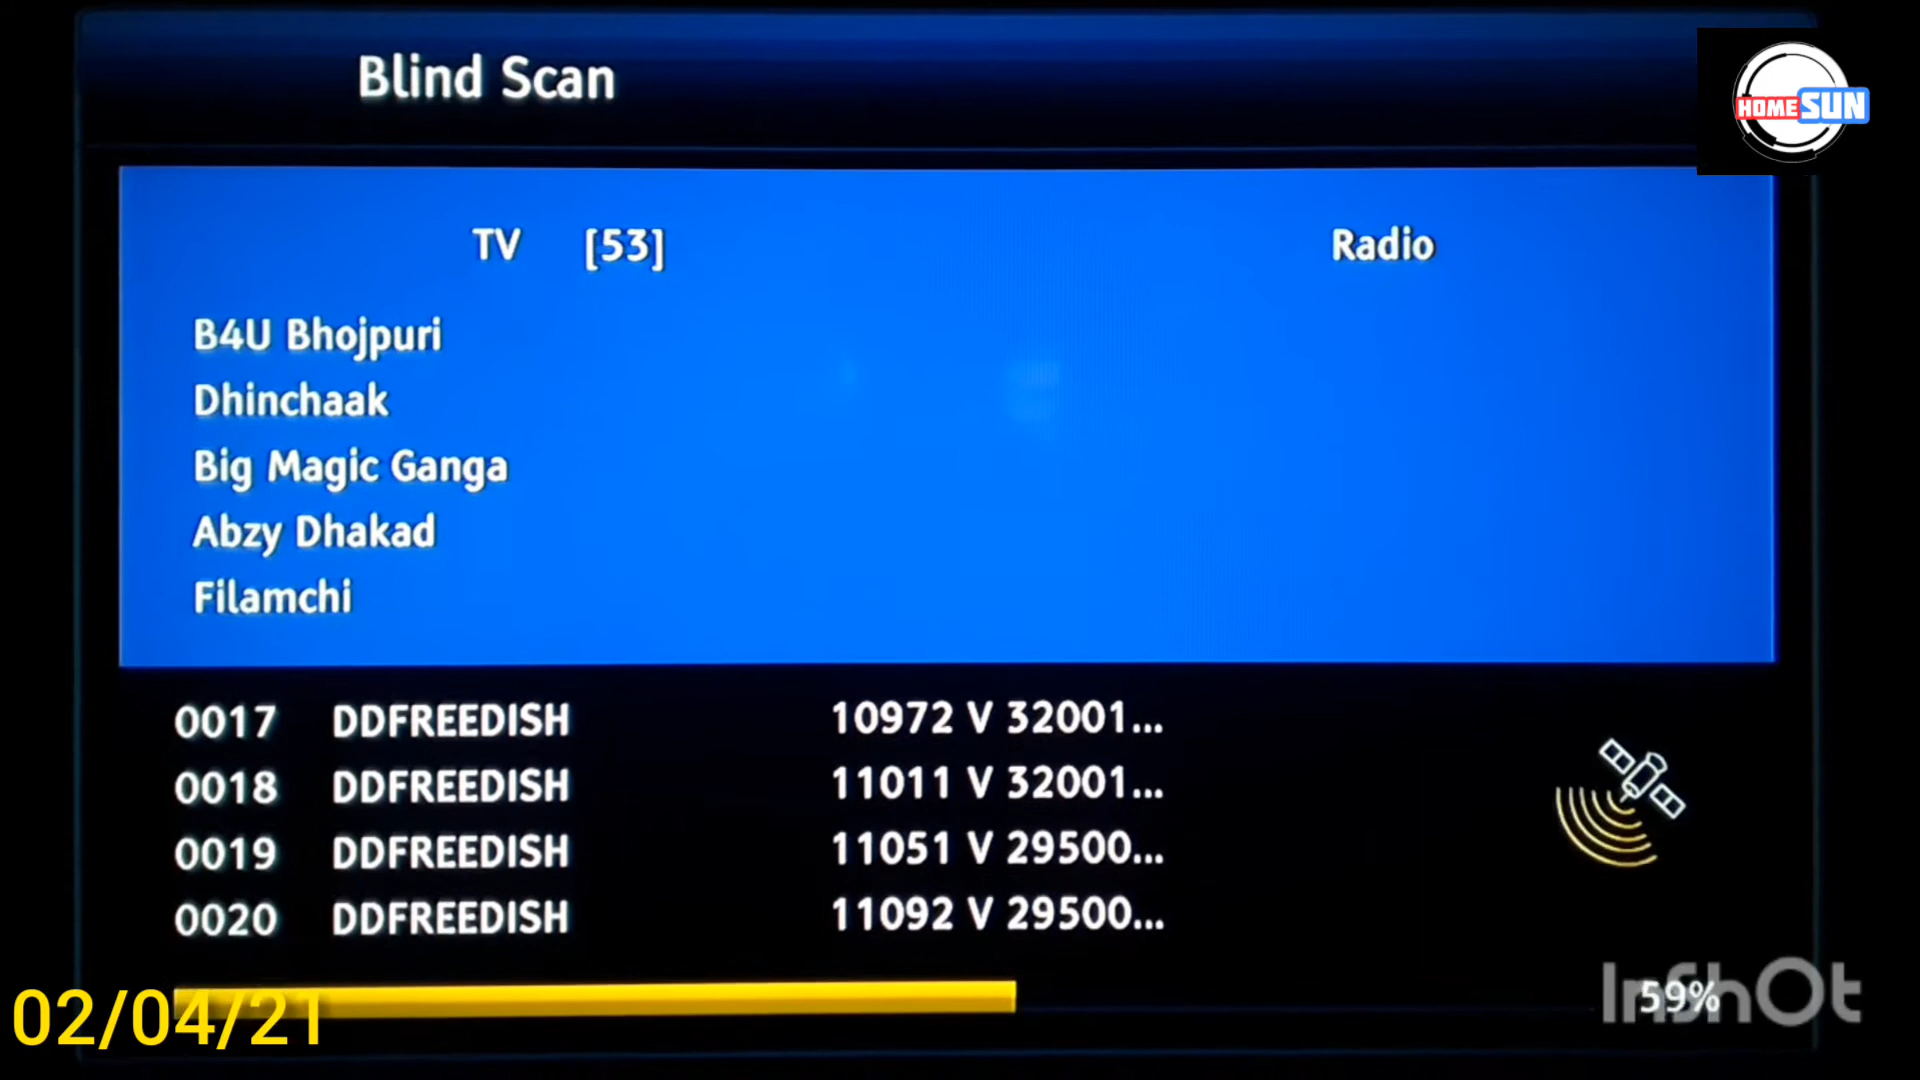 Blind Scan
HOME SUN
TV [53] Radio
B4U Bhojpuri
Dhinchaak
Big Magic Ganga
Abzy Dhakad
Filamchi
0017 DDFREEDISH 10972 V 32001...
0018 DDFREEDISH 11011 V 32001...
0019 DDFREEDISH 11051 V 29500...
0020 DDFREEDISH 11092 V 29500...
02/04/21
59%
InShOt